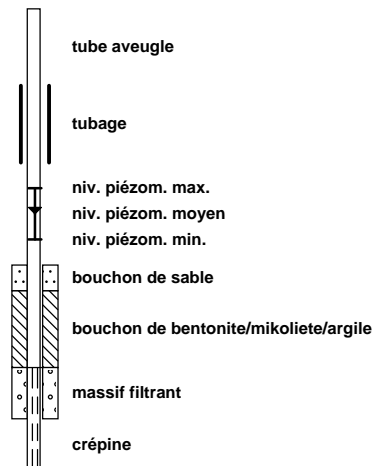 tube aveugle
tubage
niv. piézom. max.
niv. piézom. moyen
niv. piézom. min.
bouchon de sable
bouchon de bentonite/mikoliete/argile
massif filtrant
crépine